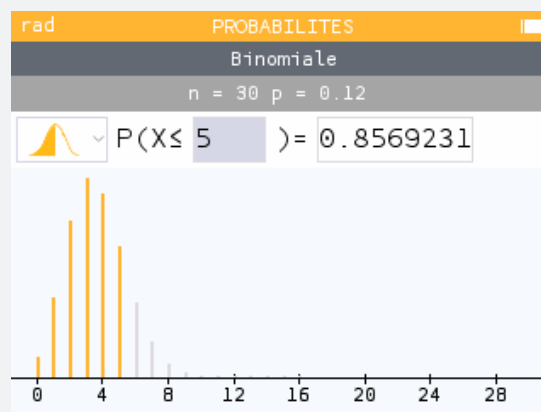 rad PROBABILITES
Binomiale
n = 30 p = 0.12
P(X≤ 5 )= 0.8569231
0 4 8 12 16 20 24 28